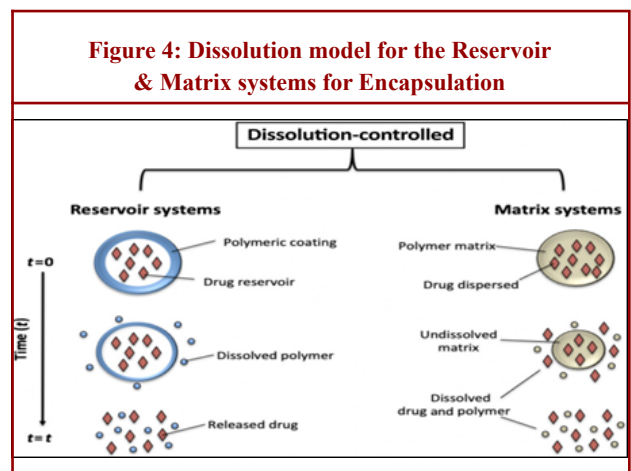 Figure 4: Dissolution model for the Reservoir
& Matrix systems for Encapsulation
Dissolution-controlled
Reservoir systems
Matrix systems
t=0
Time (t)
t= t
Polymeric coating
Drug reservoir
Dissolved polymer
Released drug
Polymer matrix
Drug dispersed
Undissolved
matrix
Dissolved
drug and polymer